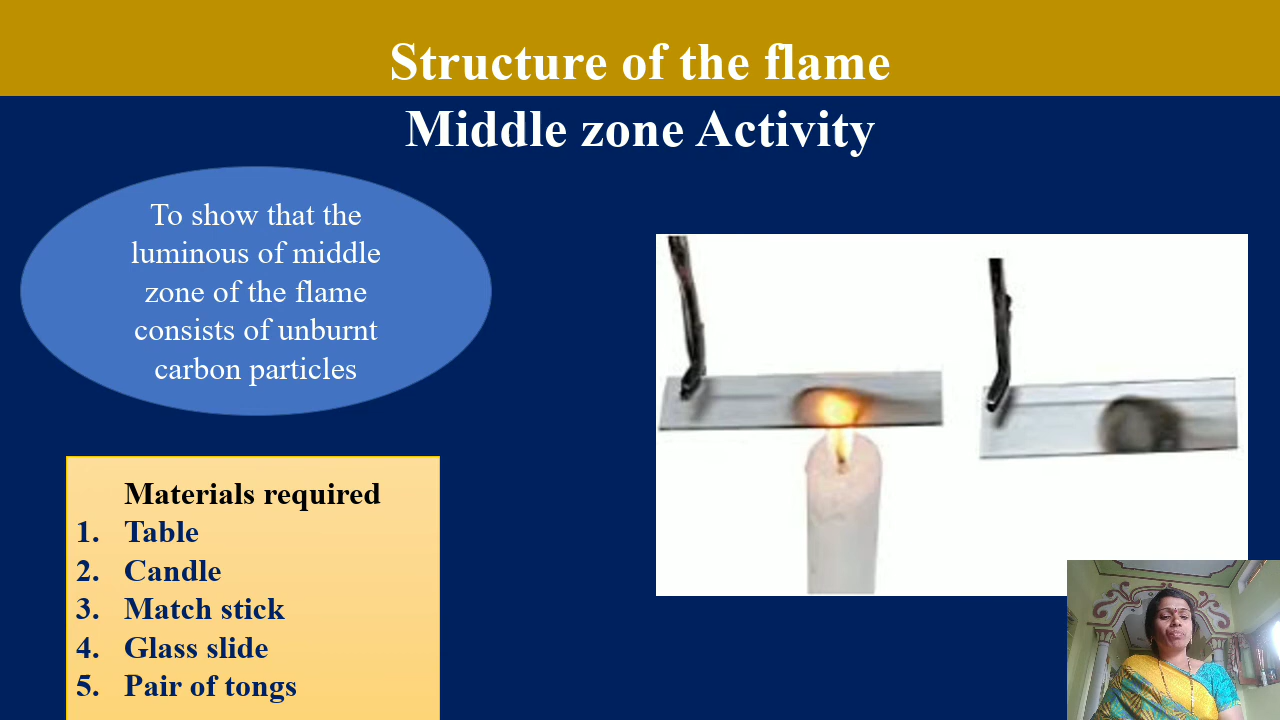 Structure of the flame
Middle zone Activity
To show that the
luminous of middle
zone of the flame
consists of unburnt
carbon particles
Materials required
1. Table
2. Candle
3. Match stick
4. Glass slide
5. Pair of tongs